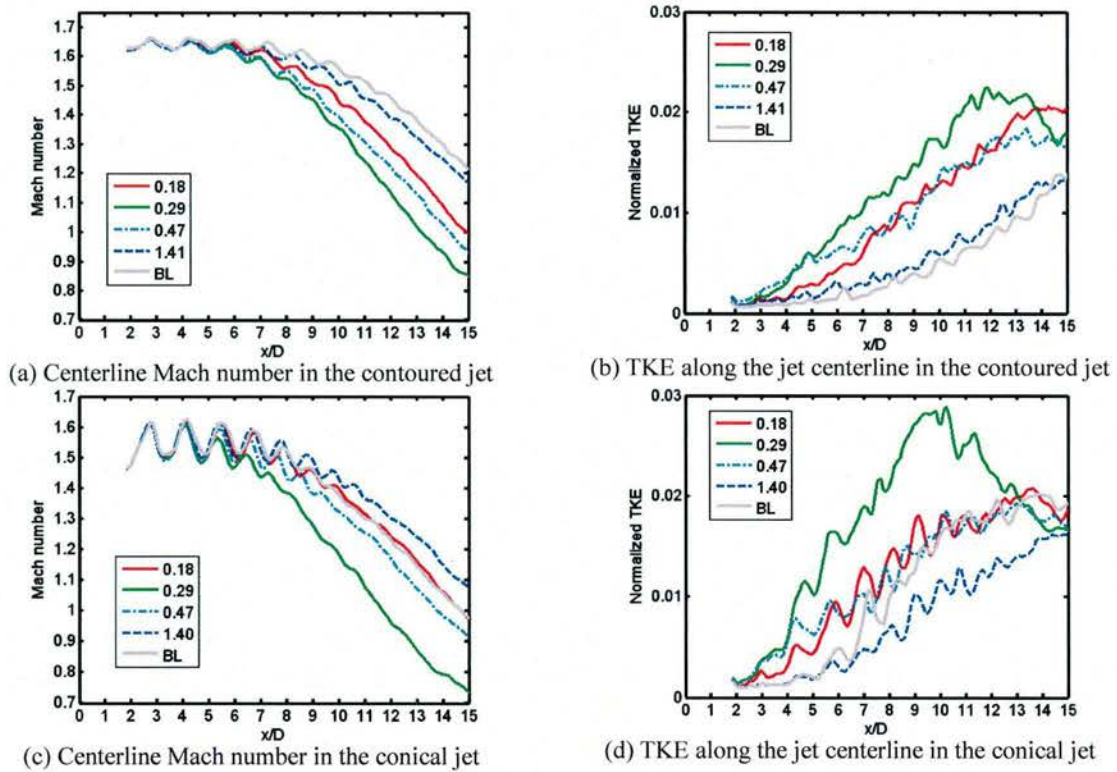 1.7
1.6
1.5
1.4
1.3
1.2
1.1
1
0.9
0.8
0.7
Mach number
0.18
0.29
0.47
1.41
BL
0 1 2 3 4 5 6 7 8 9 10 11 12 13 14 15
x/D
(a) Centerline Mach number in the contoured jet
0.03
0.02
0.01
0
Normalized TKE
0.18
0.29
0.47
1.41
BL
0 1 2 3 4 5 6 7 8 9 10 11 12 13 14 15
x/D
(b) TKE along the jet centerline in the contoured jet
1.7
1.6
1.5
1.4
1.3
1.2
1.1
1
0.9
0.8
0.7
Mach number
0.18
0.29
0.47
1.40
BL
0 1 2 3 4 5 6 7 8 9 10 11 12 13 14 15
x/D
(c) Centerline Mach number in the conical jet
0.03
0.02
0.01
0
Normalized TKE
0.18
0.29
0.47
1.40
BL
0 1 2 3 4 5 6 7 8 9 10 11 12 13 14 15
x/D
(d) TKE along the jet centerline in the conical jet